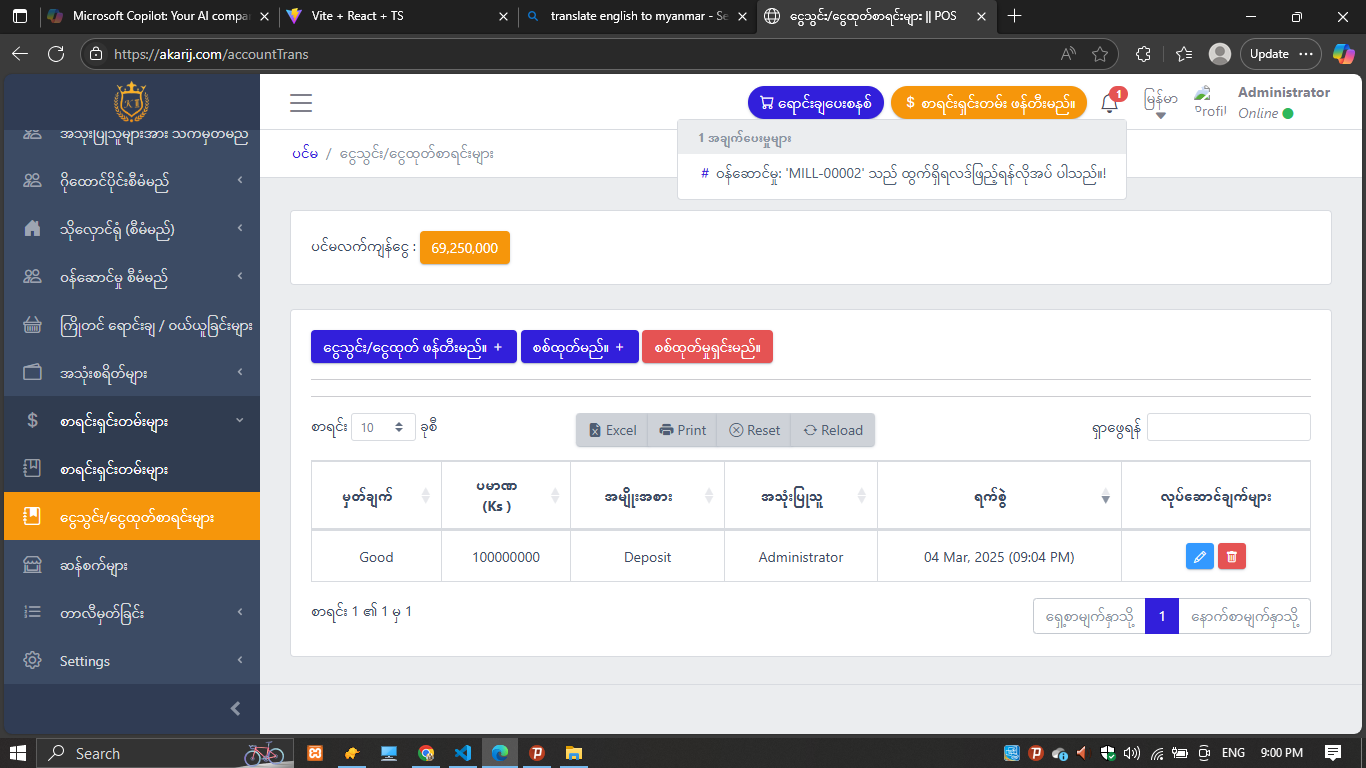 Microsoft Copilot: Your AI compa
Vite + React + TS
translate english to myanmar - Se
ငွေသွင်း/ငွေထုတ်စာရင်းများ || POS
https://akarij.com/accountTrans
Update
ရောင်းချပေးစနစ်
$ စာရင်းရှင်းတမ်း ဖန်တီးမည်။
1
မြန်မာ
Profil
Administrator
Online
အသုံးပြုသူများအား သက်မှတ်မည်
ဂိုထောင်ပိုင်းစီမံမည်
သိုလှောင်ရုံ (စီမံမည်)
ဝန်ဆောင်မှု စီမံမည်
ကြိုတင် ရောင်းချ / ဝယ်ယူခြင်းများ
အသုံးစရိတ်များ
စာရင်းရှင်းတမ်းများ
စာရင်းရှင်းတမ်းများ
ငွေသွင်း/ငွေထုတ်စာရင်းများ
ဆန်စက်များ
တာလီမှတ်ခြင်း
Settings
ပင်မ / ငွေသွင်း/ငွေထုတ်စာရင်းများ
1 အချက်ပေးမှုများ
# ဝန်ဆောင်မှု: 'MILL-00002' သည် ထွက်ရှိရလဒ်ဖြည့်ရန်လိုအပ် ပါသည်။!
ပင်မလက်ကျန်ငွေ : 69,250,000
ငွေသွင်း/ငွေထုတ် ဖန်တီးမည်။ +
စစ်ထုတ်မည်။ +
စစ်ထုတ်မှုရှင်းမည်။
စာရင်း 10 ခုစီ
Excel
Print
Reset
Reload
ရှာဖွေရန်
မှတ်ချက်
ပမာဏ
(Ks )
အမျိုးအစား
အသုံးပြုသူ
ရက်စွဲ
လုပ်ဆောင်ချက်များ
Good
100000000
Deposit
Administrator
04 Mar, 2025 (09:04 PM)
စာရင်း 1 ၏ 1 မှ 1
ရှေ့စာမျက်နှာသို့
1
နောက်စာမျက်နှာသို့
Search
ENG
9:00 PM